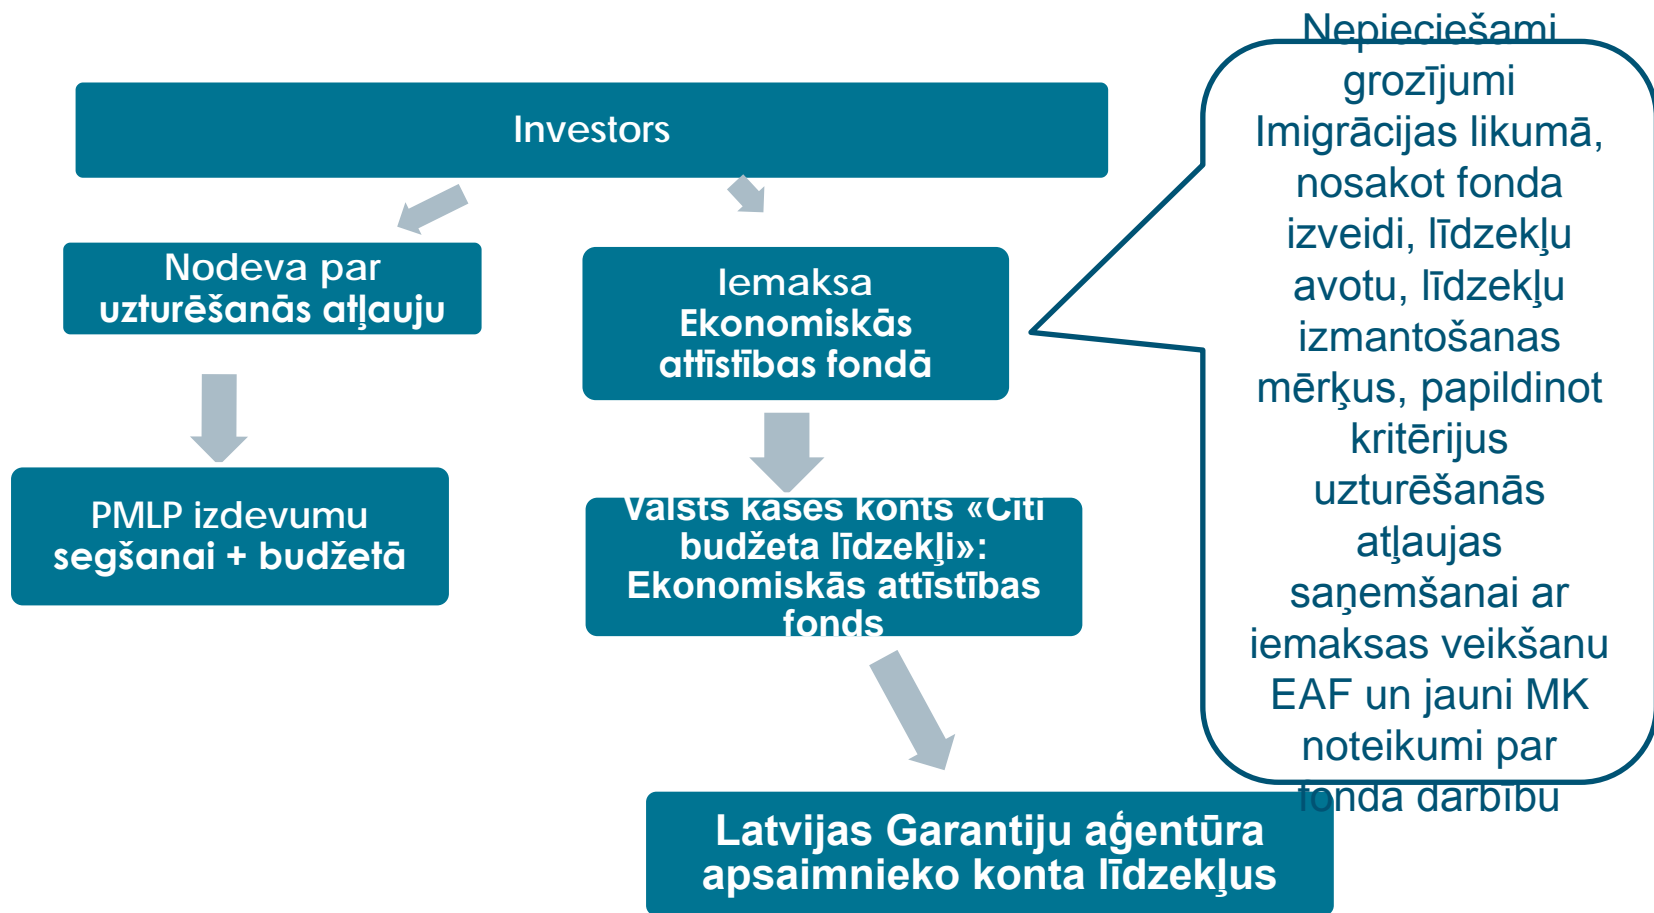 Investors
Nodeva par
uzturēšanās atļauju
Iemaksa
Ekonomiskās
attīstības fondā
PMLP izdevumu
segšanai + budžetā
Valsts kases konts «Citi
budžeta līdzekļi»:
Ekonomiskās attīstības
fonds
Latvijas Garantiju aģentūra
apsaimnieko konta līdzekļus
Nepieciešami
grozījumi
Imigrācijas likumā,
nosakot fonda
izveidi, līdzekļu
avotu, līdzekļu
izmantošanas
mērķus, papildinot
kritērijus
uzturēšanās
atļaujas
saņemšanai ar
iemaksas veikšanu
EAF un jauni MK
noteikumi par
fonda darbību